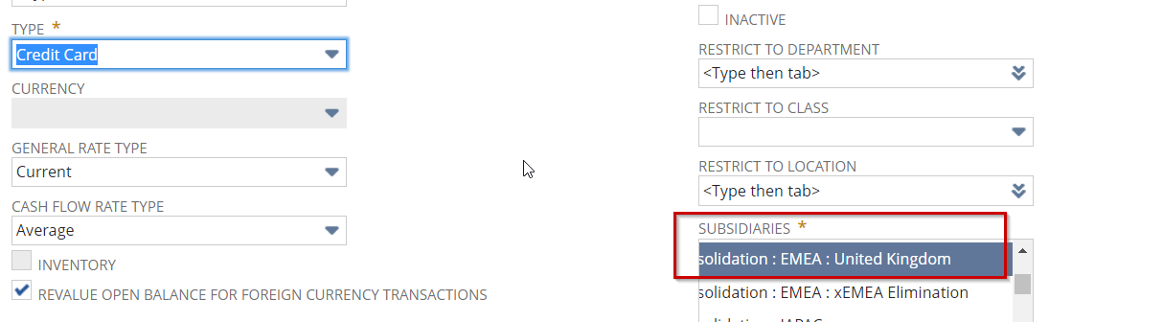 TYPE *
Credit Card
CURRENCY
GENERAL RATE TYPE
Current
CASH FLOW RATE TYPE
Average
INVENTORY
REVALUE OPEN BALANCE FOR FOREIGN CURRENCY TRANSACTIONS
INACTIVE
RESTRICT TO DEPARTMENT
<Type then tab>
RESTRICT TO CLASS
RESTRICT TO LOCATION
<Type then tab>
SUBSIDIARIES *
solidation : EMEA : United Kingdom
solidation : EMEA : xEMEA Elimination